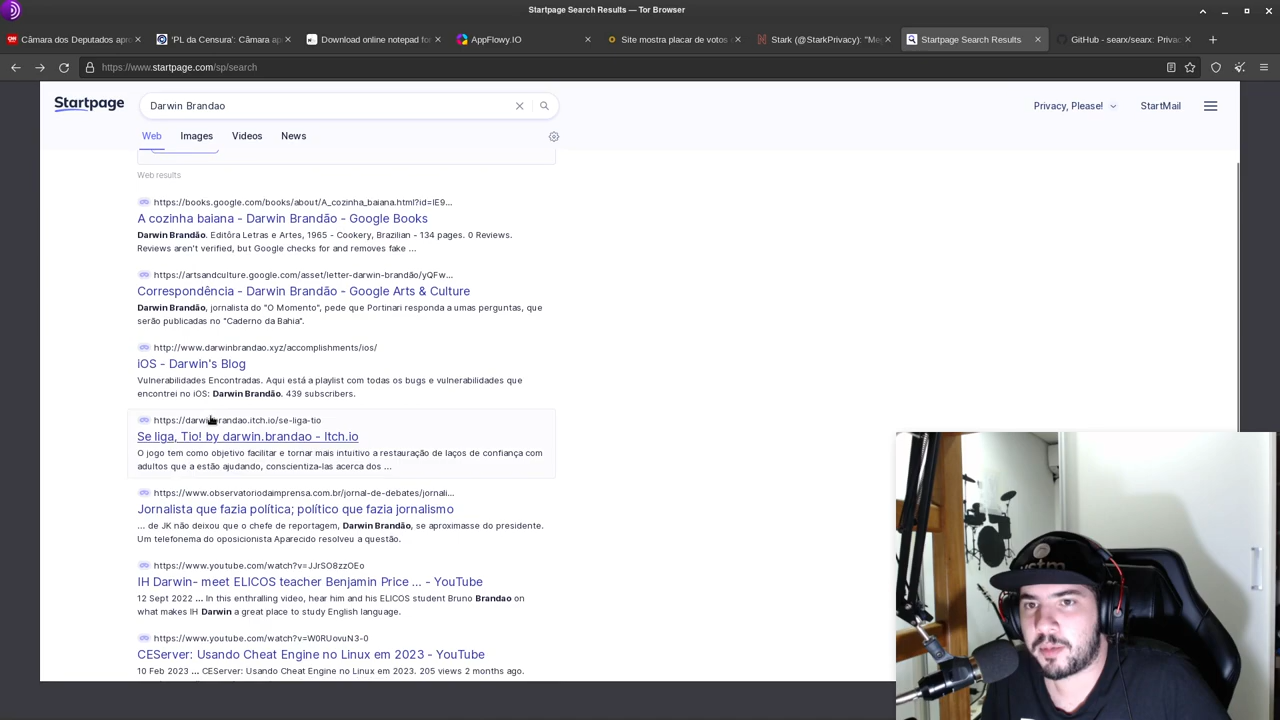 Startpage Search Results — Tor Browser
Câmara dos Deputados apro
'PL da Censura': Câmara ap
Download online notepad for
AppFlowy.IO
Site mostra placar de votos
Stark (@StarkPrivacy): "Me
Startpage Search Results
GitHub - searx/searx: Privac
https://www.startpage.com/sp/search
Startpage
Darwin Brandao
Privacy, Please!
StartMail
Web
Images
Videos
News
Web results
https://books.google.com/books/about/A_cozinha_baiana.html?id=IE9...
A cozinha baiana - Darwin Brandão - Google Books
Darwin Brandão. Editôra Letras e Artes, 1965 - Cookery, Brazilian - 134 pages. 0 Reviews.
Reviews aren't verified, but Google checks for and removes fake ...
https://artsandculture.google.com/asset/letter-darwin-brandão/yQFw...
Correspondência - Darwin Brandão - Google Arts & Culture
Darwin Brandão, jornalista do "O Momento", pede que Portinari responda a umas perguntas, que
serão publicadas no "Caderno da Bahia".
http://www.darwinbrandao.xyz/accomplishments/ios/
iOS - Darwin's Blog
Vulnerabilidades Encontradas. Aqui está a playlist com todas os bugs e vulnerabilidades que
encontrei no iOS: Darwin Brandão. 439 subscribers.
https://darwinbrandao.itch.io/se-liga-tio
Se liga, Tio! by darwin.brandao - Itch.io
O jogo tem como objetivo facilitar e tornar mais intuitivo a restauração de laços de confiança com
adultos que a estão ajudando, conscientiza-las acerca dos ...
https://www.observatoriodaimprensa.com.br/jornal-de-debates/jornali...
Jornalista que fazia política; político que fazia jornalismo
... de JK não deixou que o chefe de reportagem, Darwin Brandão, se aproximasse do presidente.
Um telefonema do oposicionista Aparecido resolveu a questão.
https://www.youtube.com/watch?v=JJrSO8zzOEo
IH Darwin- meet ELICOS teacher Benjamin Price ... - YouTube
12 Sept 2022 ... In this enthralling video, hear him and his ELICOS student Bruno Brandao on
what makes IH Darwin a great place to study English language.
https://www.youtube.com/watch?v=W0RUovuN3-0
CEServer: Usando Cheat Engine no Linux em 2023 - YouTube
10 Feb 2023 ... CEServer: Usando Cheat Engine no Linux em 2023. 205 views 2 months ago.